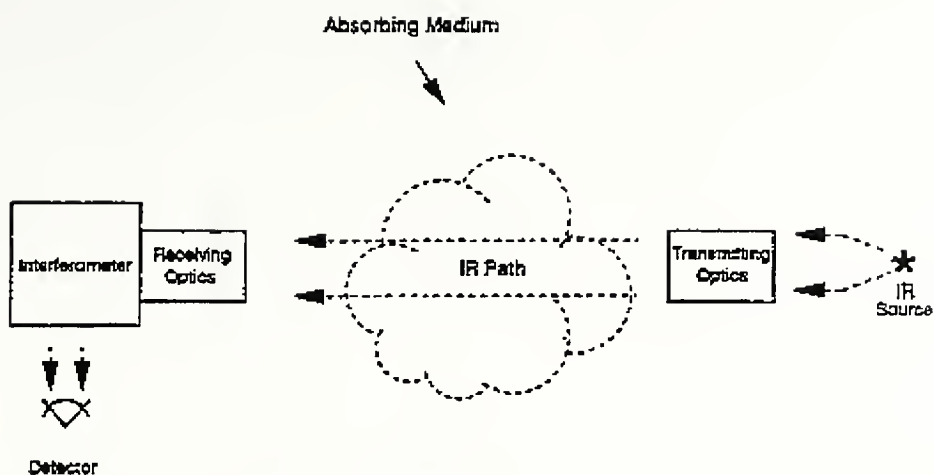 Absorbing Medium
Interferometer
Receiving
Optics
IR Path
Transmitting
Optics
IR
Source
Detector